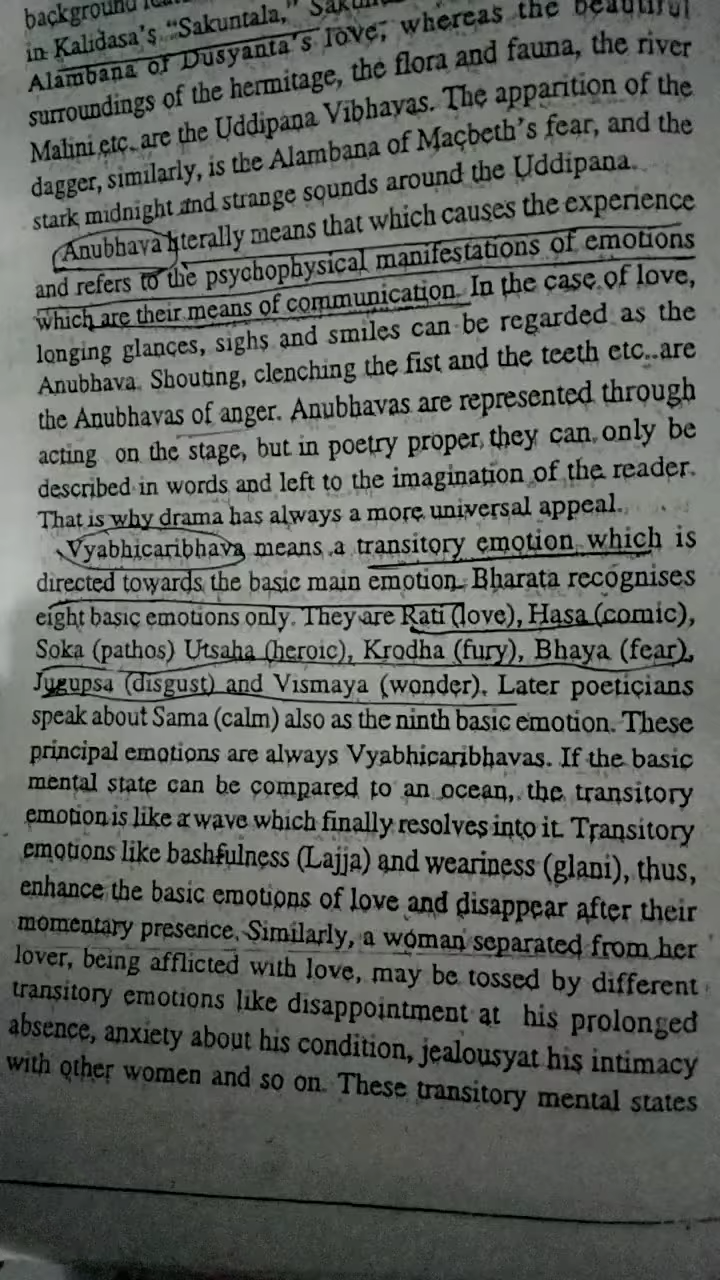 background
in Kalidasa's "Sakuntala,"
Alambana of Dusyanta's love, whereas the beautiful
surroundings of the hermitage, the flora and fauna, the river
Malini etc. are the Uddipana Vibhavas. The apparition of the
dagger, similarly, is the Alambana of Macbeth's fear, and the
stark midnight and strange sounds around the Uddipana.
Anubhava literally means that which causes the experience
and refers to the psychophysical manifestations of emotions
which are their means of communication. In the case of love,
longing glances, sighs and smiles can be regarded as the
Anubhava. Shouting, clenching the fist and the teeth etc..are
the Anubhavas of anger. Anubhavas are represented through
acting on the stage, but in poetry proper, they can only be
described in words and left to the imagination of the reader.
That is why drama has always a more universal appeal.
Vyabhicaribhava means a transitory emotion which is
directed towards the basic main emotion. Bharata recognises
eight basic emotions only. They are Rati (love), Hasa (comic),
Soka (pathos) Utsaha (heroic), Krodha (fury), Bhaya (fear),
Jugupsa (disgust) and Vismaya (wonder). Later poeticians
speak about Sama (calm) also as the ninth basic emotion. These
principal emotions are always Vyabhicaribhavas. If the basic
mental state can be compared to an ocean, the transitory
emotion is like a wave which finally resolves into it. Transitory
emotions like bashfulness (Lajja) and weariness (glani), thus,
enhance the basic emotions of love and disappear after their
momentary presence. Similarly, a woman separated from her
lover, being afflicted with love, may be tossed by different
transitory emotions like disappointment at his prolonged
absence, anxiety about his condition, jealousyat his intimacy
with other women and so on. These transitory mental states